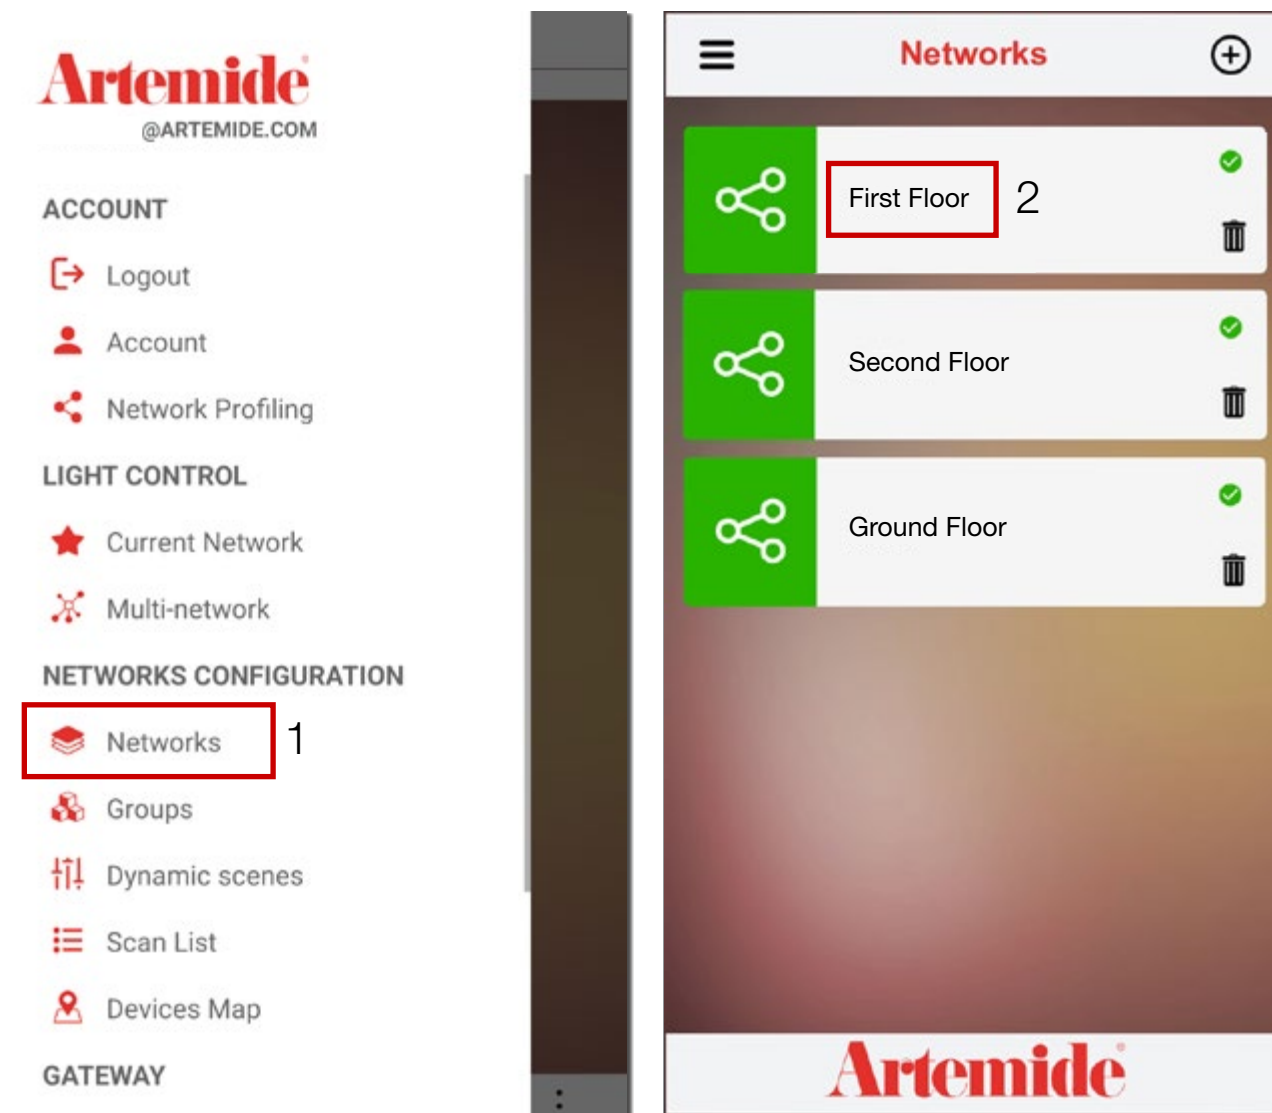 Artemide
@ARTEMIDE.COM
ACCOUNT
Logout
Account
Network Profiling
LIGHT CONTROL
Current Network
Multi-network
NETWORKS CONFIGURATION
Networks 1
Groups
Dynamic scenes
Scan List
Devices Map
GATEWAY
Networks
First Floor 2
Second Floor
Ground Floor
Artemide